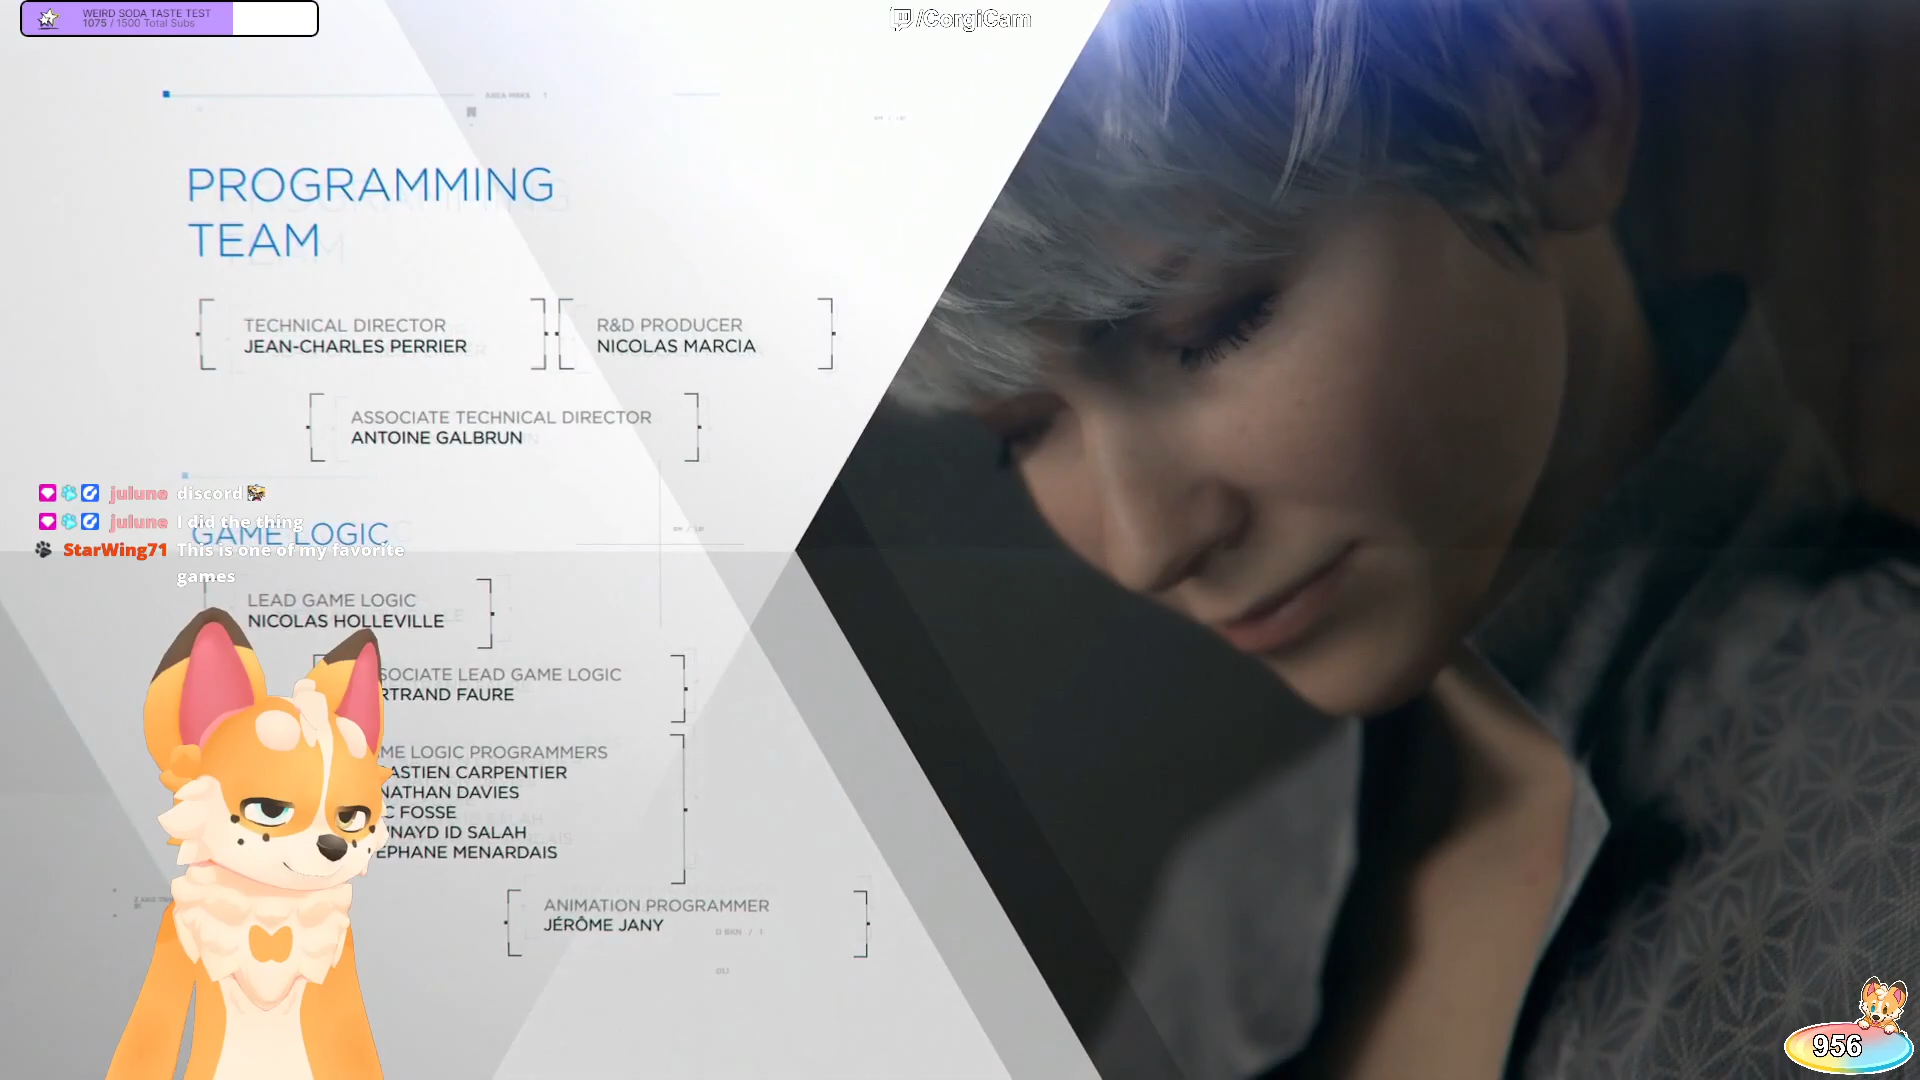 WEIRD SODA TASTE TEST
1075 / 1500 Total Subs
/CorgiCam
PROGRAMMING
TEAM
TECHNICAL DIRECTOR
JEAN-CHARLES PERRIER
R&D PRODUCER
NICOLAS MARCIA
ASSOCIATE TECHNICAL DIRECTOR
ANTOINE GALBRUN
julune discord
julune I did the thing
GAME LOGIC
StarWing71 This is one of my favorite
games
LEAD GAME LOGIC
NICOLAS HOLLEVILLE
SOCIATE LEAD GAME LOGIC
RTRAND FAURE
ME LOGIC PROGRAMMERS
ASTIEN CARPENTIER
NATHAN DAVIES
C FOSSE
NAYD ID SALAH
EPHANE MENARDAIS
ANIMATION PROGRAMMER
JÉRÔME JANY
956